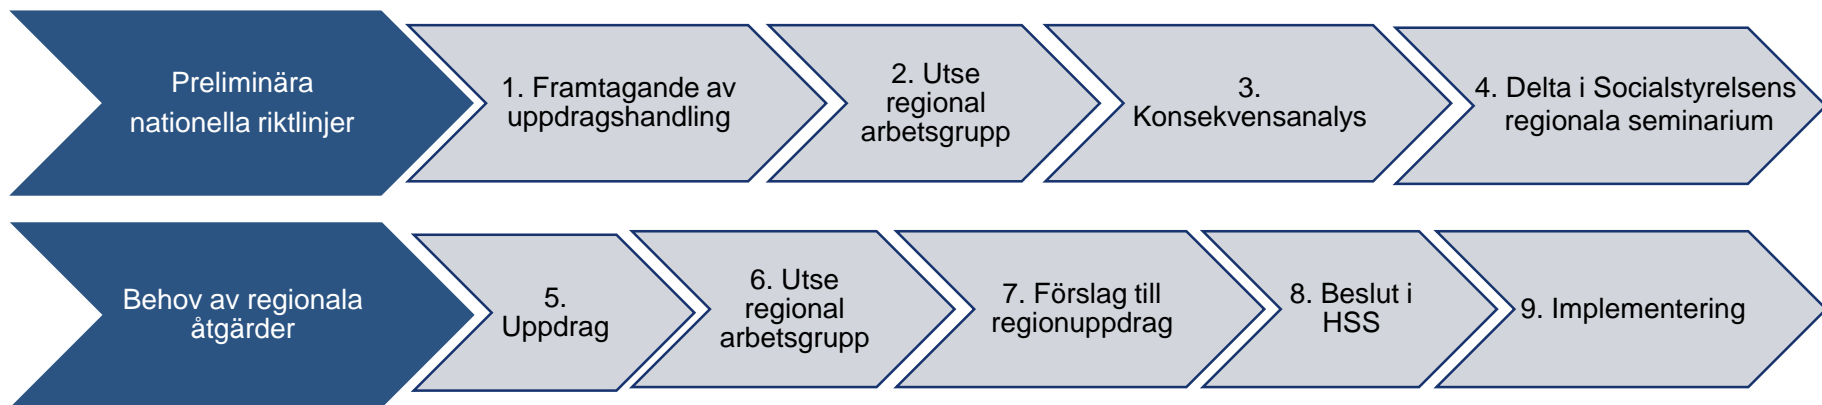 Preliminära
nationella riktlinjer
1. Framtagande av
uppdragshandling
2. Utse
regional
arbetsgrupp
3.
Konsekvensanalys
4. Delta i Socialstyrelsens
regionala seminarium
Behov av regionala
åtgärder
5.
Uppdrag
6. Utse
regional
arbetsgrupp
7. Förslag till
regionuppdrag
8. Beslut i
HSS
9. Implementering